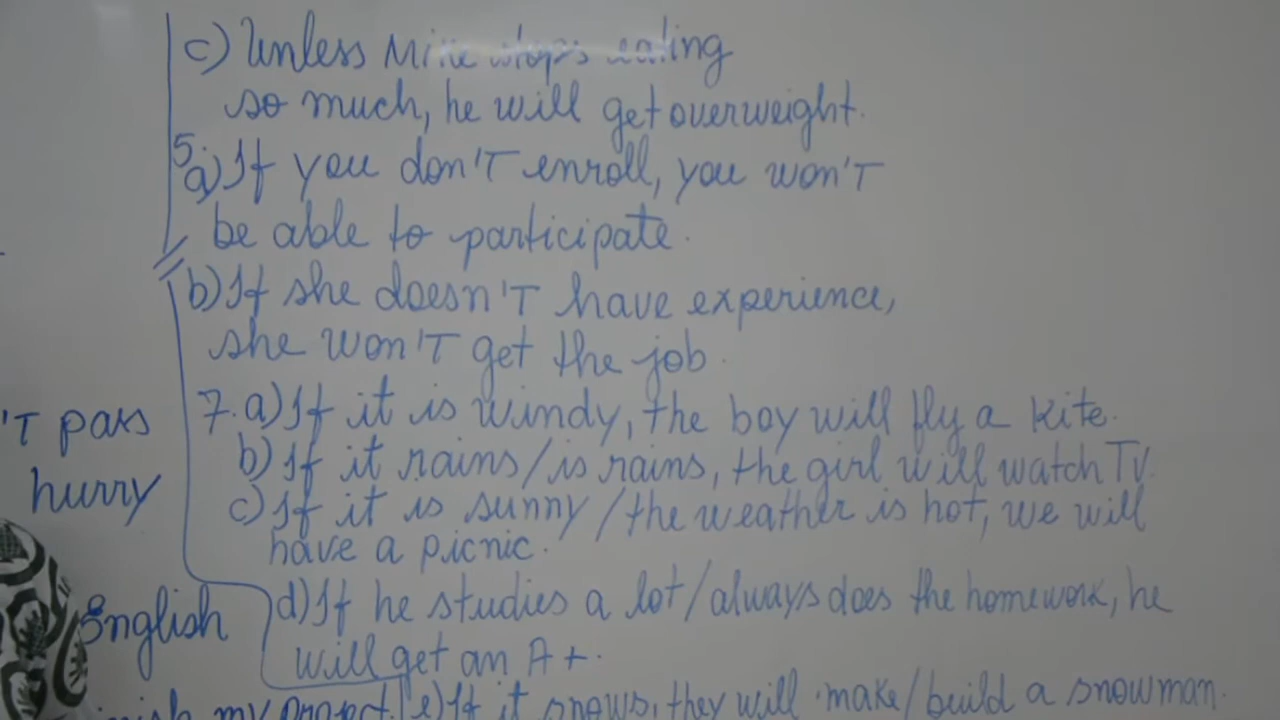 c) Unless Mike stops eating
so much, he will get overweight.
5.
a) If you don't enroll, you won't
be able to participate.
b) If she doesn't have experience,
she won't get the job.
7. a) If it is windy, the boy will fly a kite.
b) If it rains/is rains, the girl will watch TV.
c) If it is sunny/the weather is hot, we will
have a picnic.
d) If he studies a lot/always does the homework, he
will get an A+.
e) If it snows, they will make/build a snowman.
't pass
hurry
English
my project.